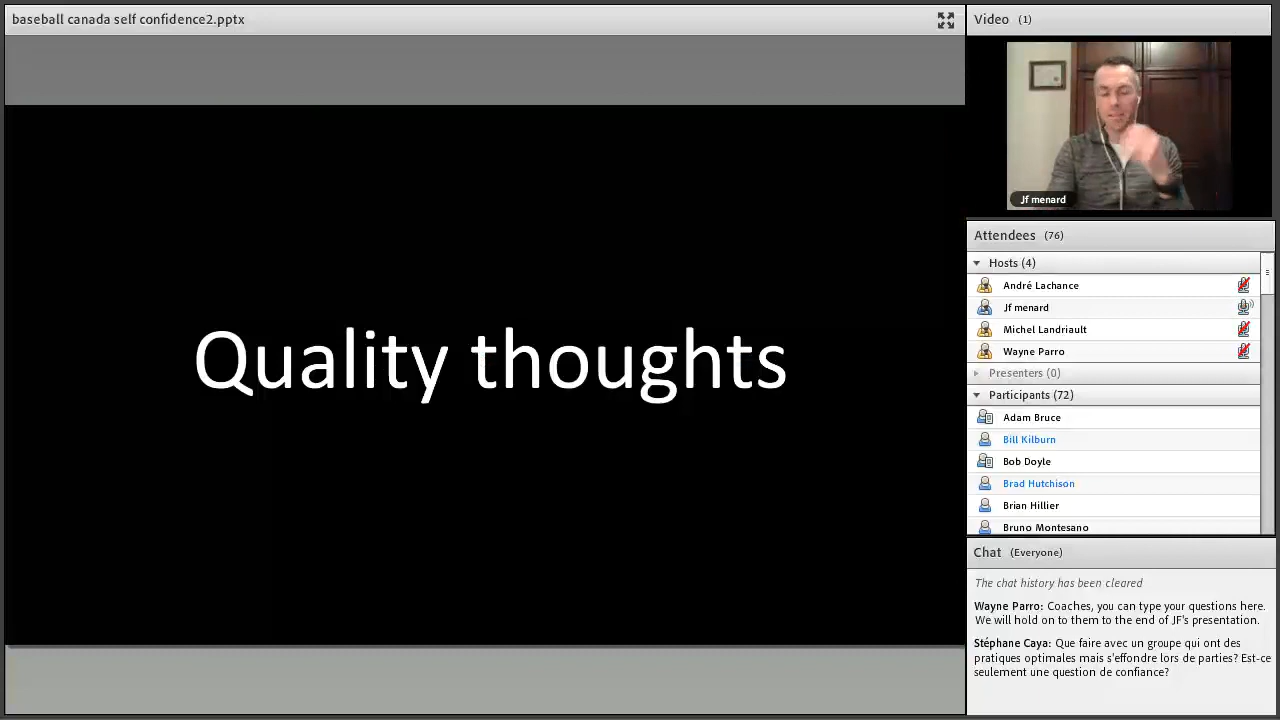 baseball canada self confidence2.pptx
Quality thoughts
Video (1)
Jf menard
Attendees (76)
Hosts (4)
André Lachance
Jf menard
Michel Landriault
Wayne Parro
Presenters (0)
Participants (72)
Adam Bruce
Bill Kilburn
Bob Doyle
Brad Hutchison
Brian Hillier
Bruno Montesano
Chat (Everyone)
The chat history has been cleared
Wayne Parro: Coaches, you can type your questions here.
We will hold on to them to the end of JF's presentation.
Stéphane Caya: Que faire avec un groupe qui ont des
pratiques optimales mais s'effondre lors de parties? Est-ce
seulement une question de confiance?